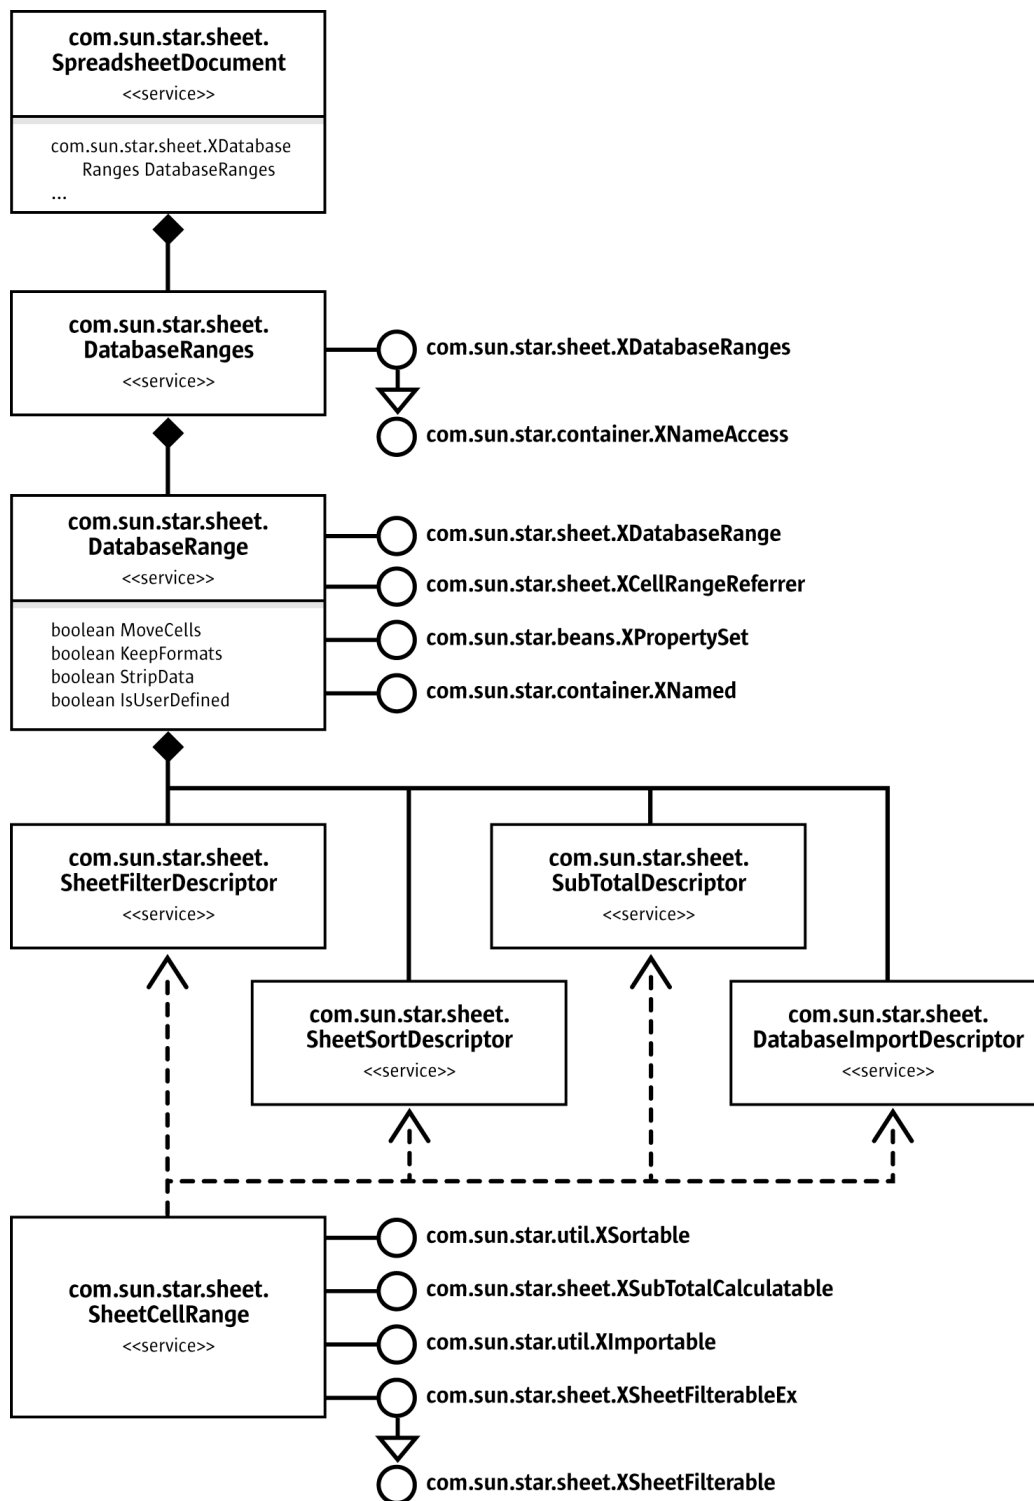 com.sun.star.sheet.
SpreadsheetDocument
<<service>>
com.sun.star.sheet.XDatabase
Ranges DatabaseRanges
...
com.sun.star.sheet.
DatabaseRanges
<<service>>
com.sun.star.sheet.XDatabaseRanges
com.sun.star.container.XNameAccess
com.sun.star.sheet.
DatabaseRange
<<service>>
boolean MoveCells
boolean KeepFormats
boolean StripData
boolean IsUserDefined
com.sun.star.sheet.XDatabaseRange
com.sun.star.sheet.XCellRangeReferrer
com.sun.star.beans.XPropertySet
com.sun.star.container.XNamed
com.sun.star.sheet.
SheetFilterDescriptor
<<service>>
com.sun.star.sheet.
SubTotalDescriptor
<<service>>
com.sun.star.sheet.
SheetSortDescriptor
<<service>>
com.sun.star.sheet.
DatabaseImportDescriptor
<<service>>
com.sun.star.sheet.
SheetCellRange
<<service>>
com.sun.star.util.XSortable
com.sun.star.sheet.XSubTotalCalculatable
com.sun.star.util.XImportable
com.sun.star.sheet.XSheetFilterableEx
com.sun.star.sheet.XSheetFilterable